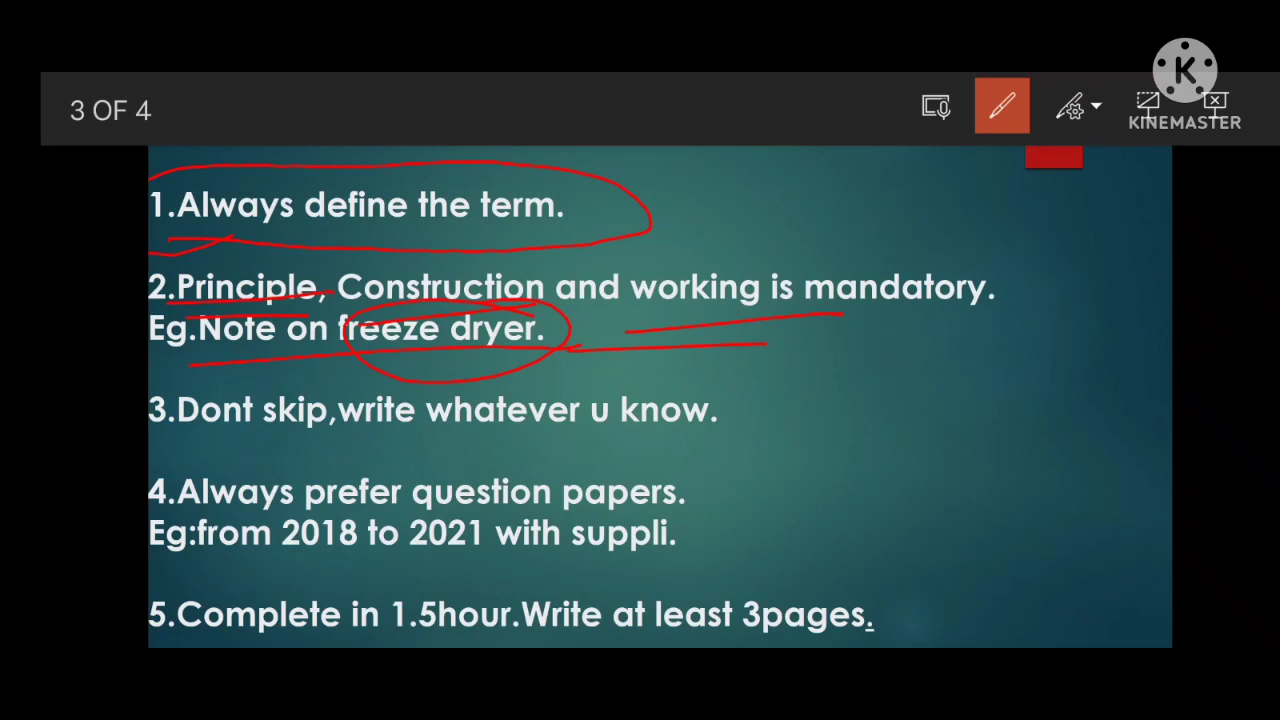 3 OF 4
K
KINEMASTER
1.Always define the term.
2.Principle, Construction and working is mandatory.
Eg.Note on freeze dryer.
3.Dont skip,write whatever u know.
4.Always prefer question papers.
Eg:from 2018 to 2021 with suppli.
5.Complete in 1.5hour.Write at least 3pages.